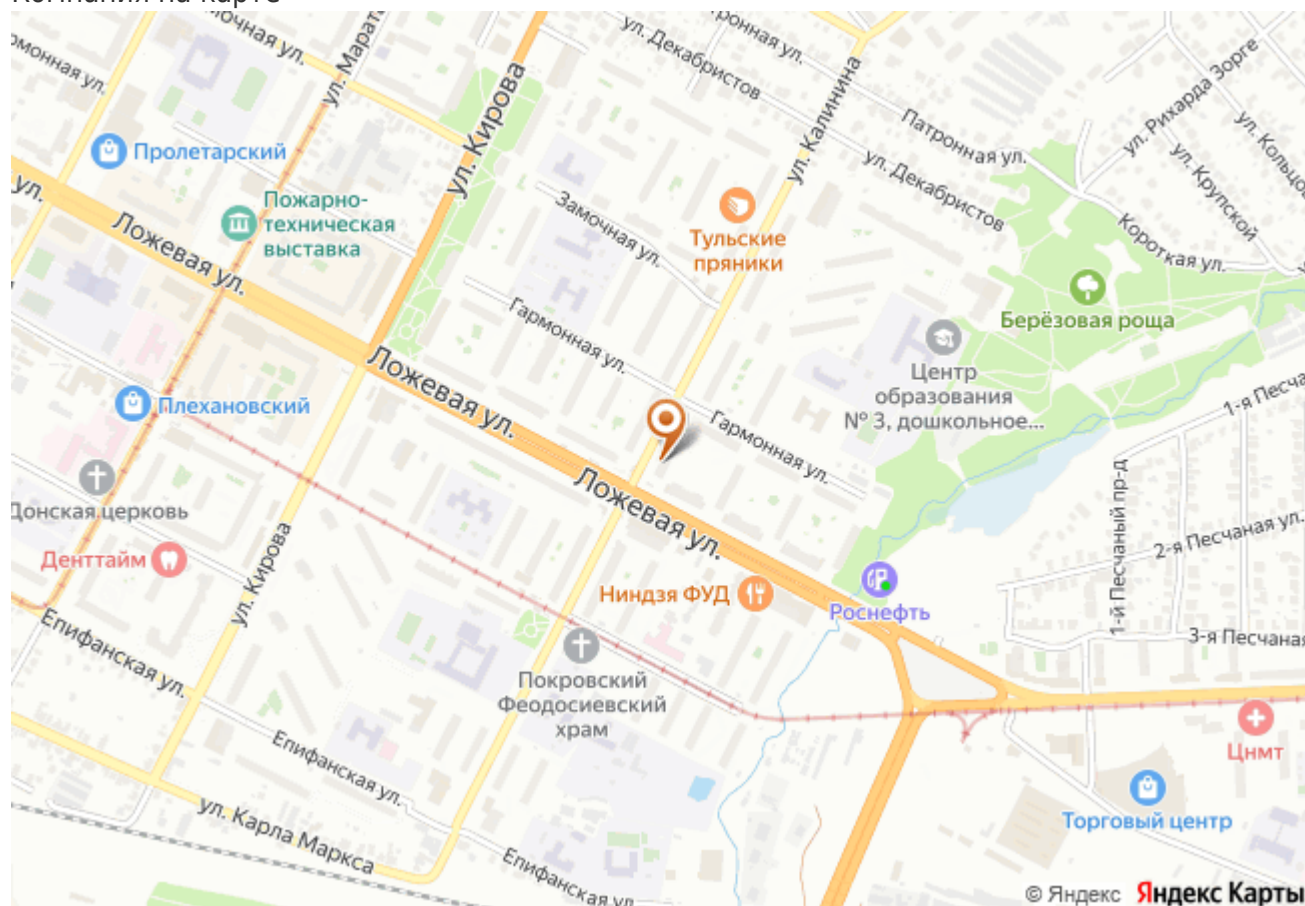 Компания на карте
ул. Декабристов
Патронная ул.
ул. Рихарда Зорге
ул. Марата
ул. Кирова
ул. Калинина
ул. Крупской
Пролетарский
Пожарно-
техническая
выставка
ул.
Ложевая ул.
Замочная ул.
Тульские
пряники
ул. Декабристов
Короткая ул.
Берёзовая роща
Гармонная ул.
Центр
образования
№ 3, дошкольное...
Ложевая ул.
Плехановский
Гармонная ул.
Донская церковь
Ложевая ул.
1-й Песчаный пр-д
2-я Песчаная ул.
Денттайм
ул. Кирова
Ниндзя ФУД
Роснефть
3-я Песчаная
Епифанская ул.
Покровский
Феодосиевский
храм
Цнмт
Епифанская ул.
ул. Карла Маркса
Торговый центр
Епифанская ул.
© Яндекс Яндекс Карты